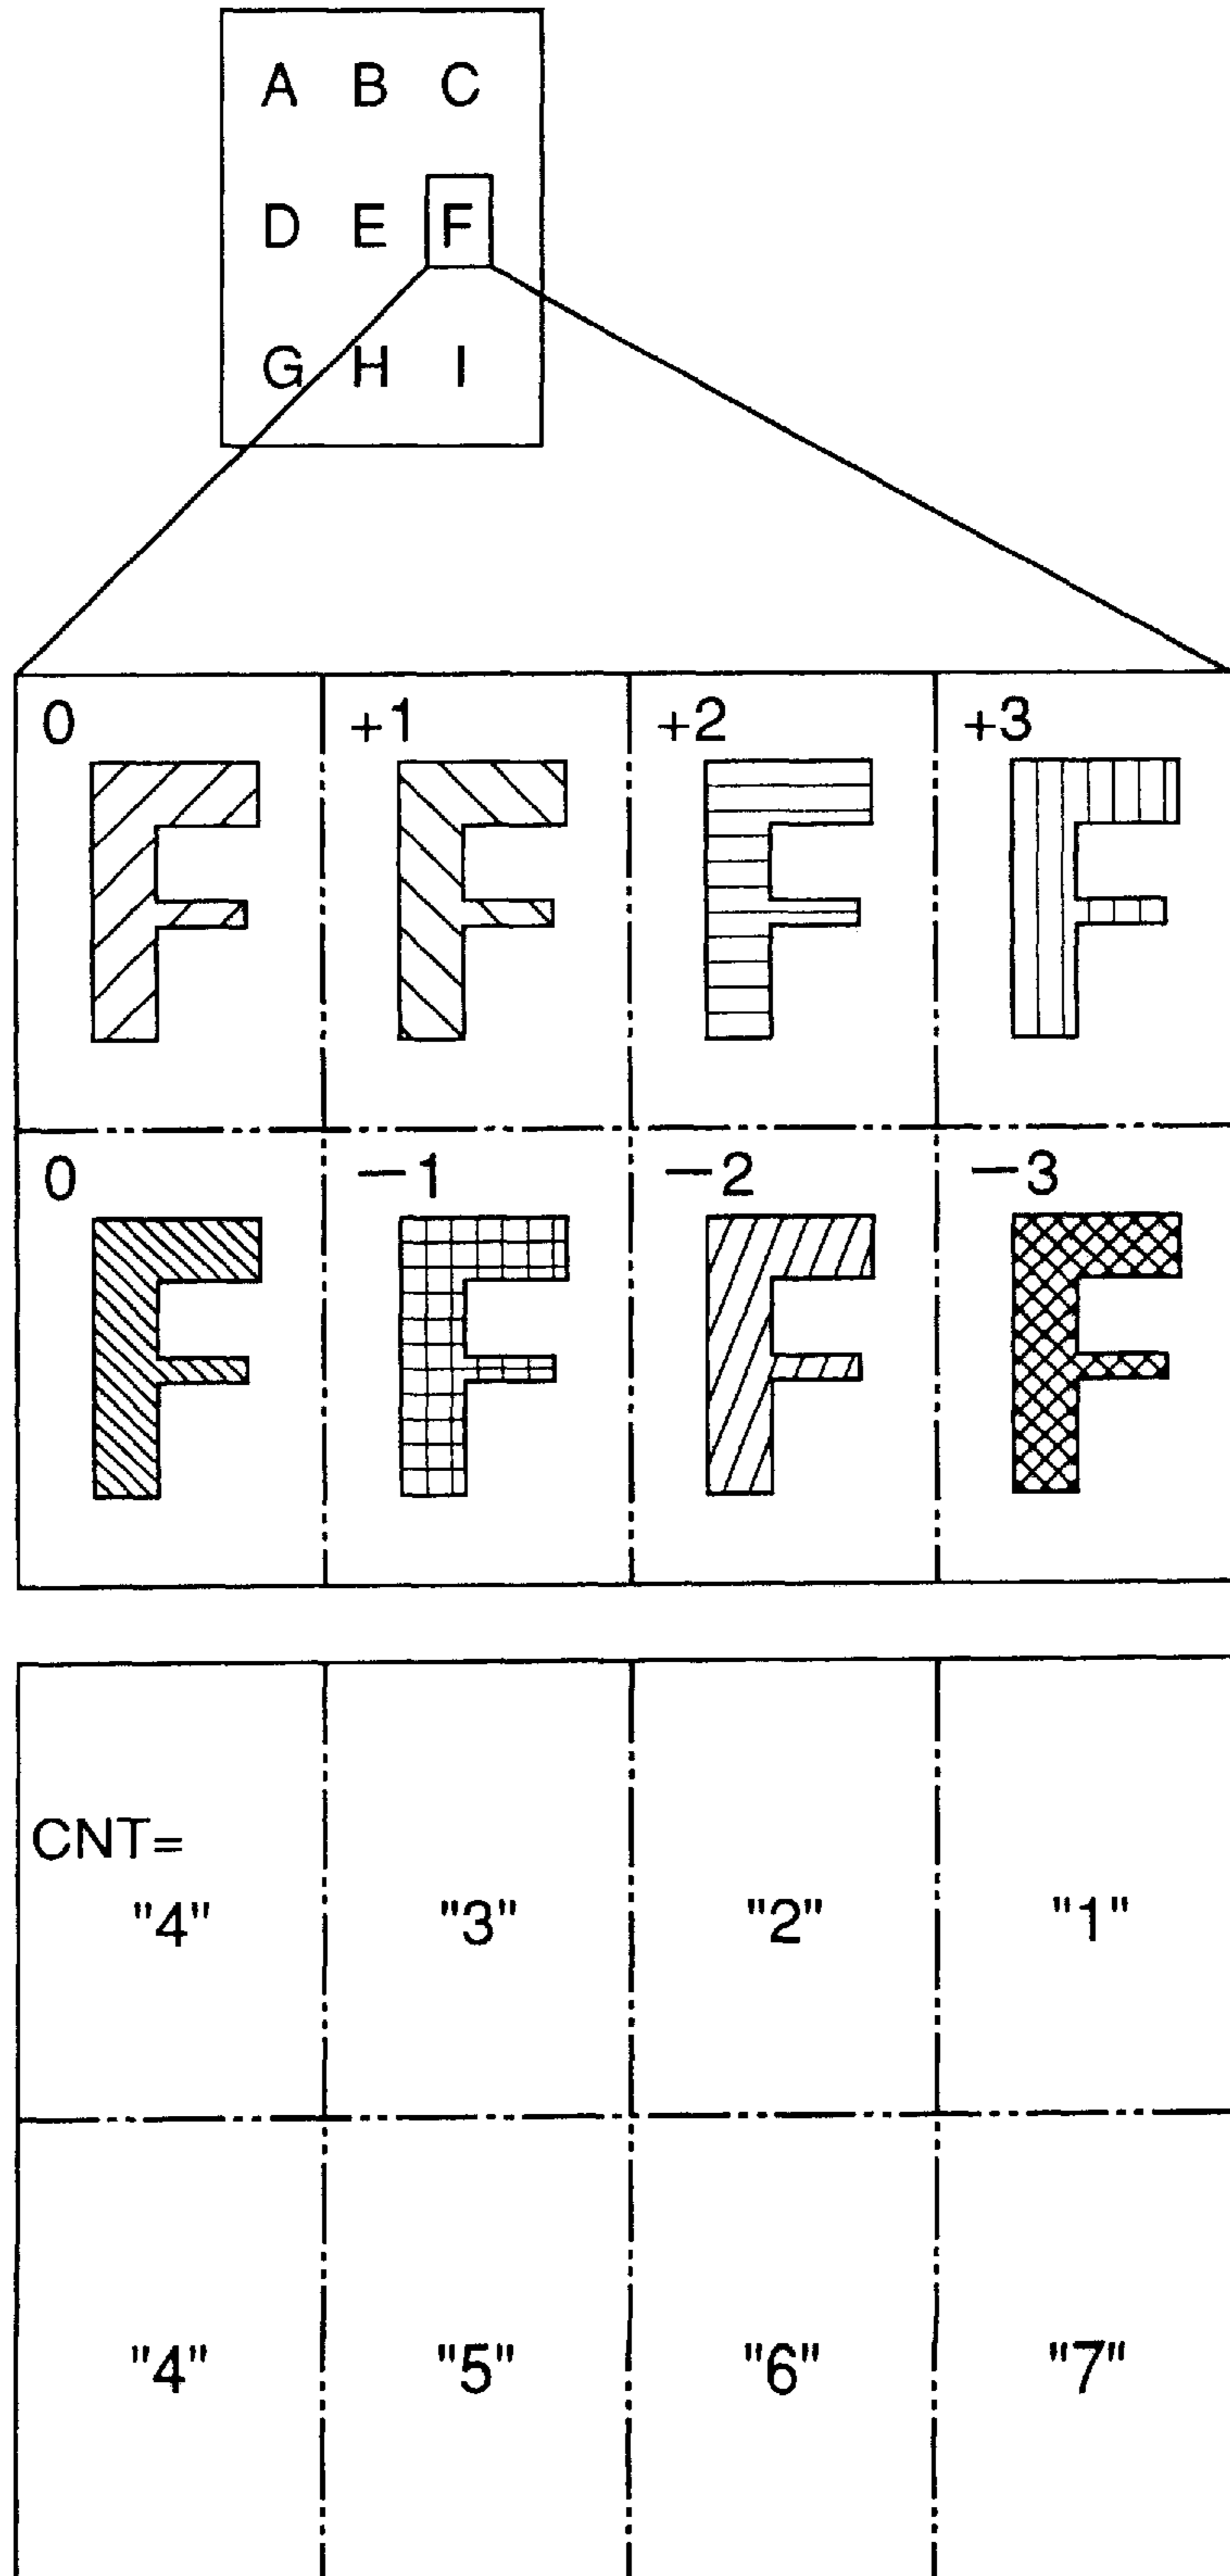 A B C
D E F
G H I
0 +1 +2 +3
F F F F
0 −1 −2 −3
F F F F
CNT=
"4" "3" "2" "1"
"4" "5" "6" "7"